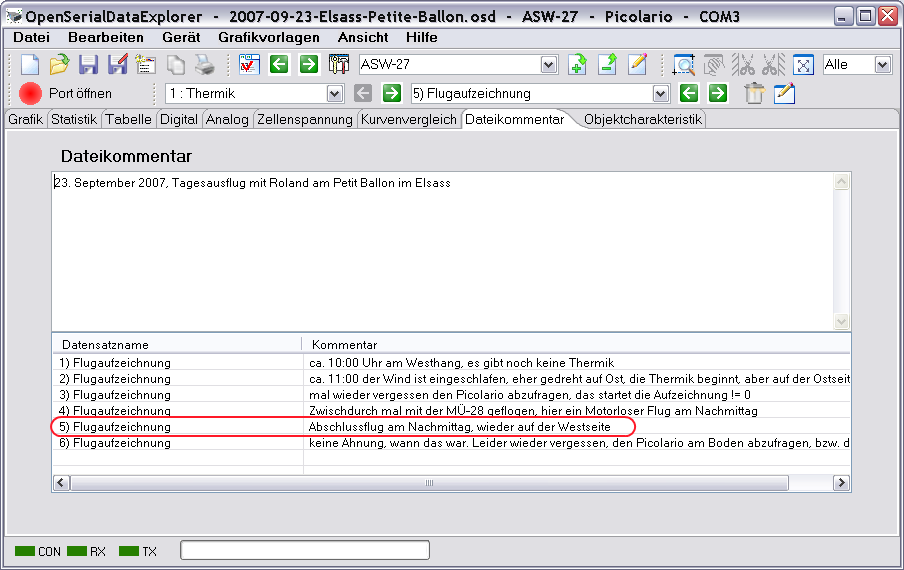 OpenSerialDataExplorer - 2007-09-23-Elsass-Petite-Ballon.osd - ASW-27 - Picolario - COM3
Datei Bearbeiten Gerät Grafikvorlagen Ansicht Hilfe
ASW-27 Alle
Port öffnen 1 : Thermik 5) Flugaufzeichnung
Grafik Statistik Tabelle Digital Analog Zellenspannung Kurvenvergleich Dateikommentar Objektcharakteristik
Dateikommentar
23. September 2007, Tagesausflug mit Roland am Petit Ballon im Elsass
Datensatzname Kommentar
1) Flugaufzeichnung ca. 10:00 Uhr am Westhang, es gibt noch keine Thermik
2) Flugaufzeichnung ca. 11:00 der Wind ist eingeschlafen, eher gedreht auf Ost, die Thermik beginnt, aber auf der Ostseit
3) Flugaufzeichnung mal wieder vergessen den Picolario abzufragen, das startet die Aufzeichnung != 0
4) Flugaufzeichnung Zwischdurch mal mit der MÜ-28 geflogen, hier ein Motorloser Flug am Nachmittag
5) Flugaufzeichnung Abschlussflug am Nachmittag, wieder auf der Westseite
6) Flugaufzeichnung keine Ahnung, wann das war. Leider wieder vergessen, den Picolario am Boden abzufragen, bzw. d
CON RX TX